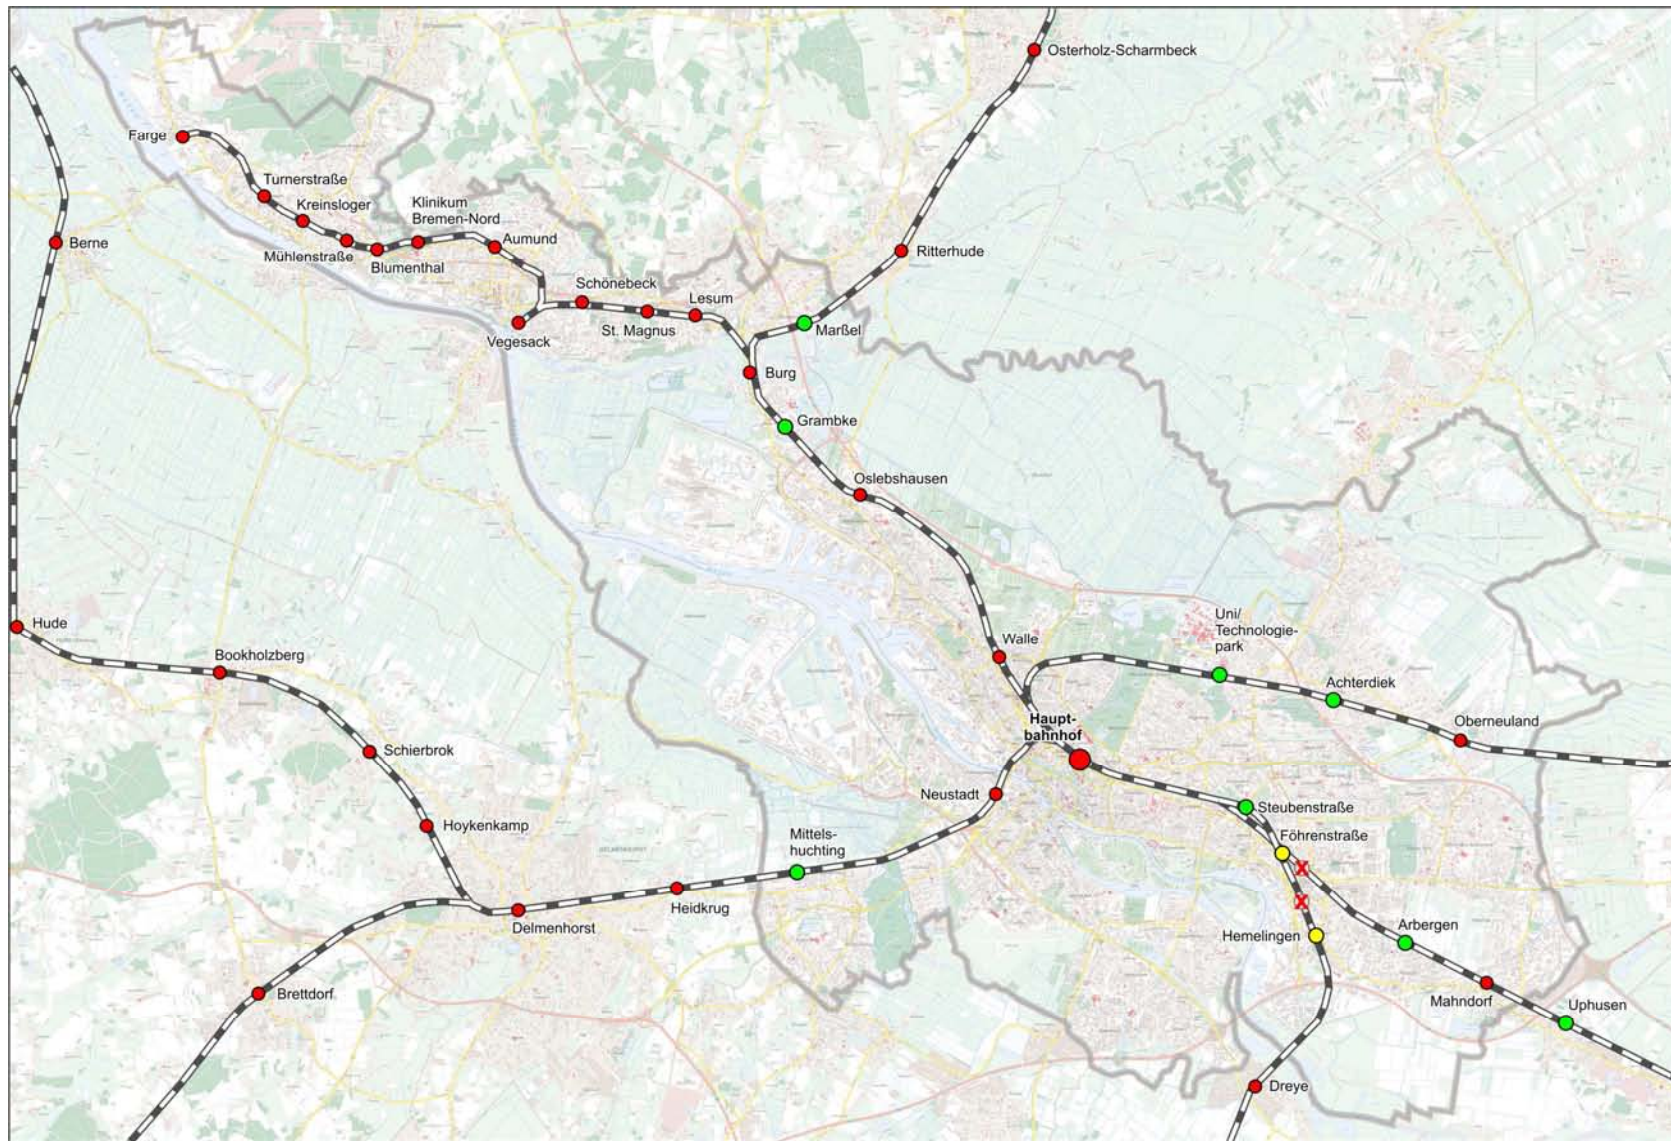 Osterholz-Scharmbeck
Farge
Turnerstraße
Kreinsloger
Klinikum
Bremen-Nord
Aumund
Berne
Mühlenstraße
Blumenthal
Ritterhude
Schönebeck
Lesum
St. Magnus
Marßel
Vegesack
Burg
Grambke
Oslebshausen
Hude
Uni/
Technologie-
park
Walle
Bookholzberg
Achterdiek
Haupt-
bahnhof
Oberneuland
Schierbrok
Neustadt
Steubenstraße
Hoykenkamp
Mittels-
huchting
Föhrenstraße
X
X
Heidkrug
Delmenhorst
Arbergen
Hemelingen
Brettdorf
Mahndorf
Uphusen
Dreye